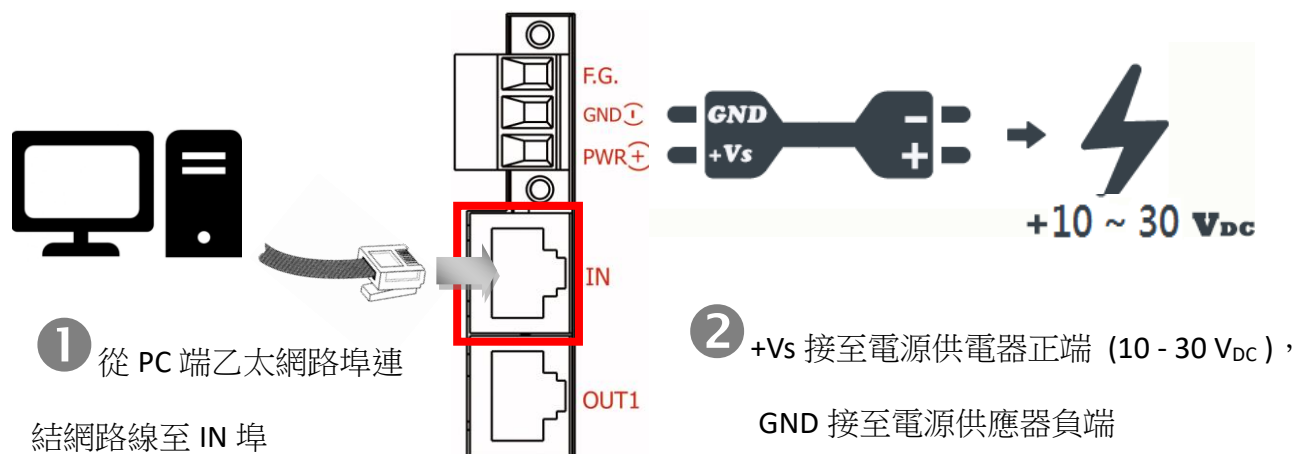 F.G.
GND(-)
PWR(+)
IN
OUT1
GND
+Vs
-
+
+10 ~ 30 VDC
❶ 從 PC 端乙太網路埠連
結網路線至 IN 埠
❷ +Vs 接至電源供電器正端 (10 - 30 VDC )，
GND 接至電源供應器負端